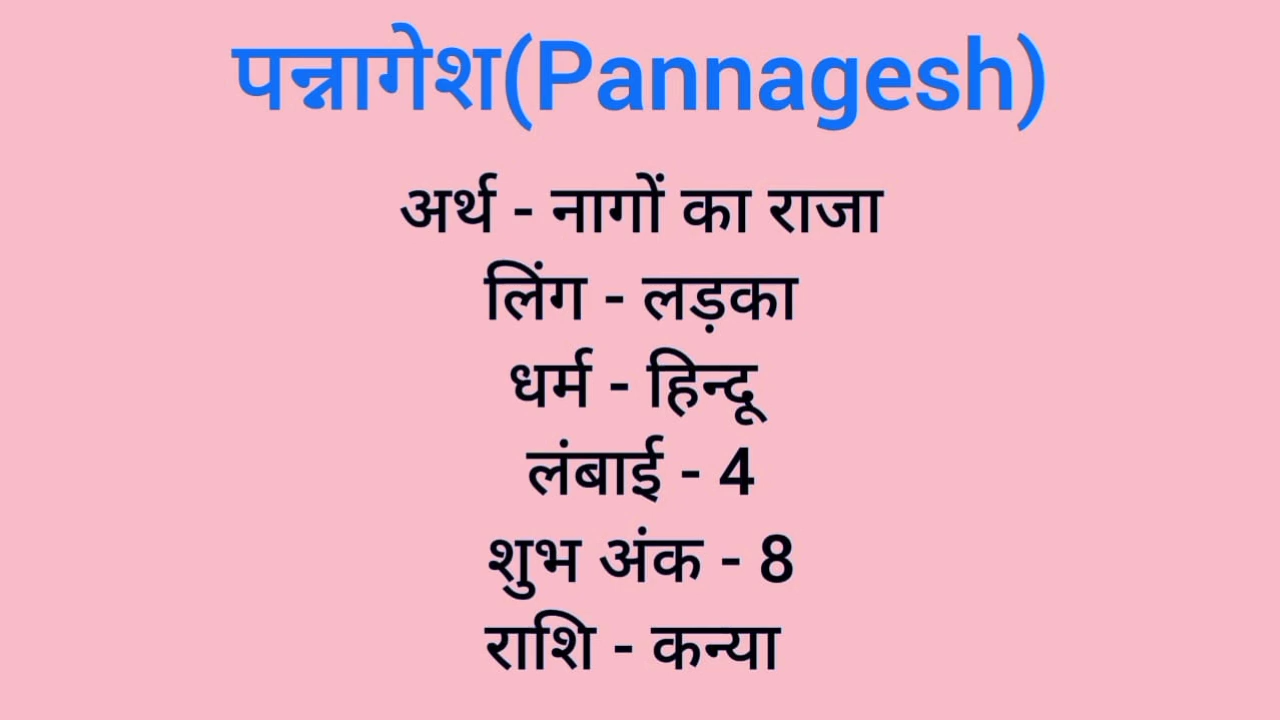 पन्नागेश(Pannagesh)
अर्थ - नागों का राजा
लिंग - लड़का
धर्म - हिन्दू
लंबाई - 4
शुभ अंक - 8
राशि - कन्या